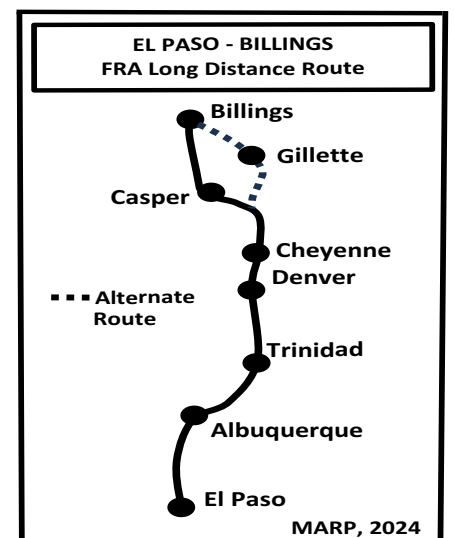 EL PASO - BILLINGS
FRA Long Distance Route
Billings
Gillette
Casper
Cheyenne
Denver
Alternate
Route
Trinidad
Albuquerque
El Paso
MARP, 2024